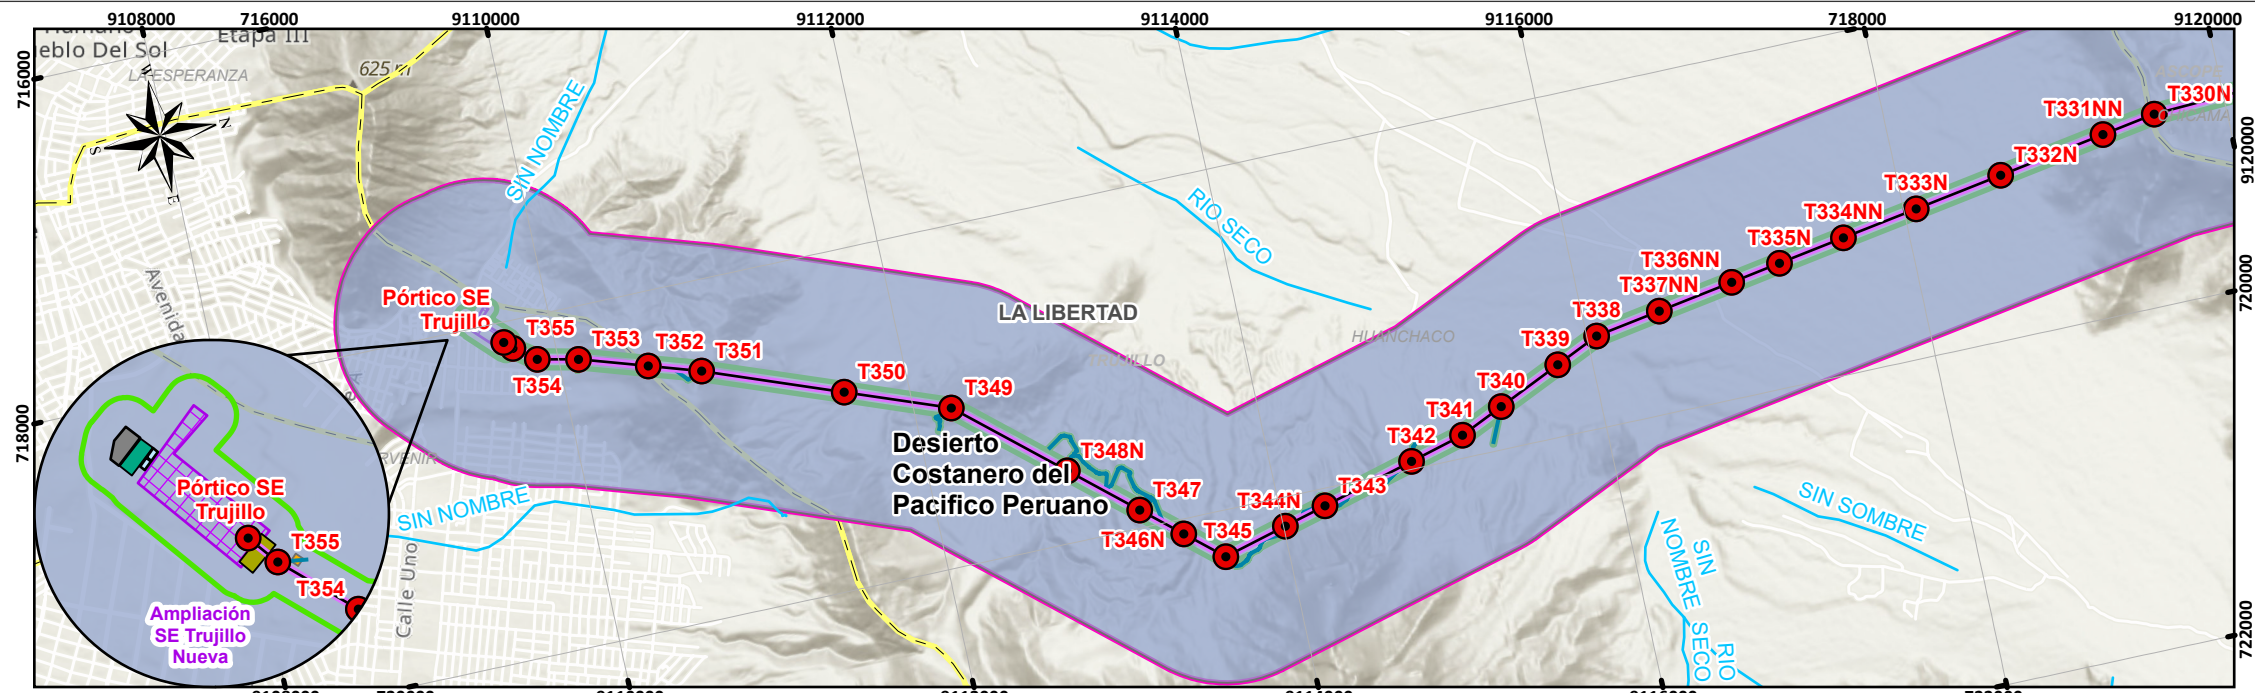 9108000
716000
9110000
9112000
9114000
9116000
718000
9120000
716000
718000
9120000
720000
722000
eblo Del Sol
Etapa III
LA ESPERANZA
625 m
W
N
S
E
SIN NOMBRE
RIO SECO
LA LIBERTAD
HUANCHACO
Avenida
Pórtico SE
Trujillo
T355
T354
T353
T352
T351
T350
T349
T348N
T347
T346N
T345
T344N
T343
T342
T341
T340
T339
T338
T337NN
T336NN
T335N
T334NN
T333N
T332N
T331NN
T330N
Desierto
Costanero del
Pacifico Peruano
SIN NOMBRE
Calle Uno
SIN SOMBRE
SIN
NOMBRE
SECO
RIO
Pórtico SE
Trujillo
T355
T354
Ampliación
SE Trujillo
Nueva